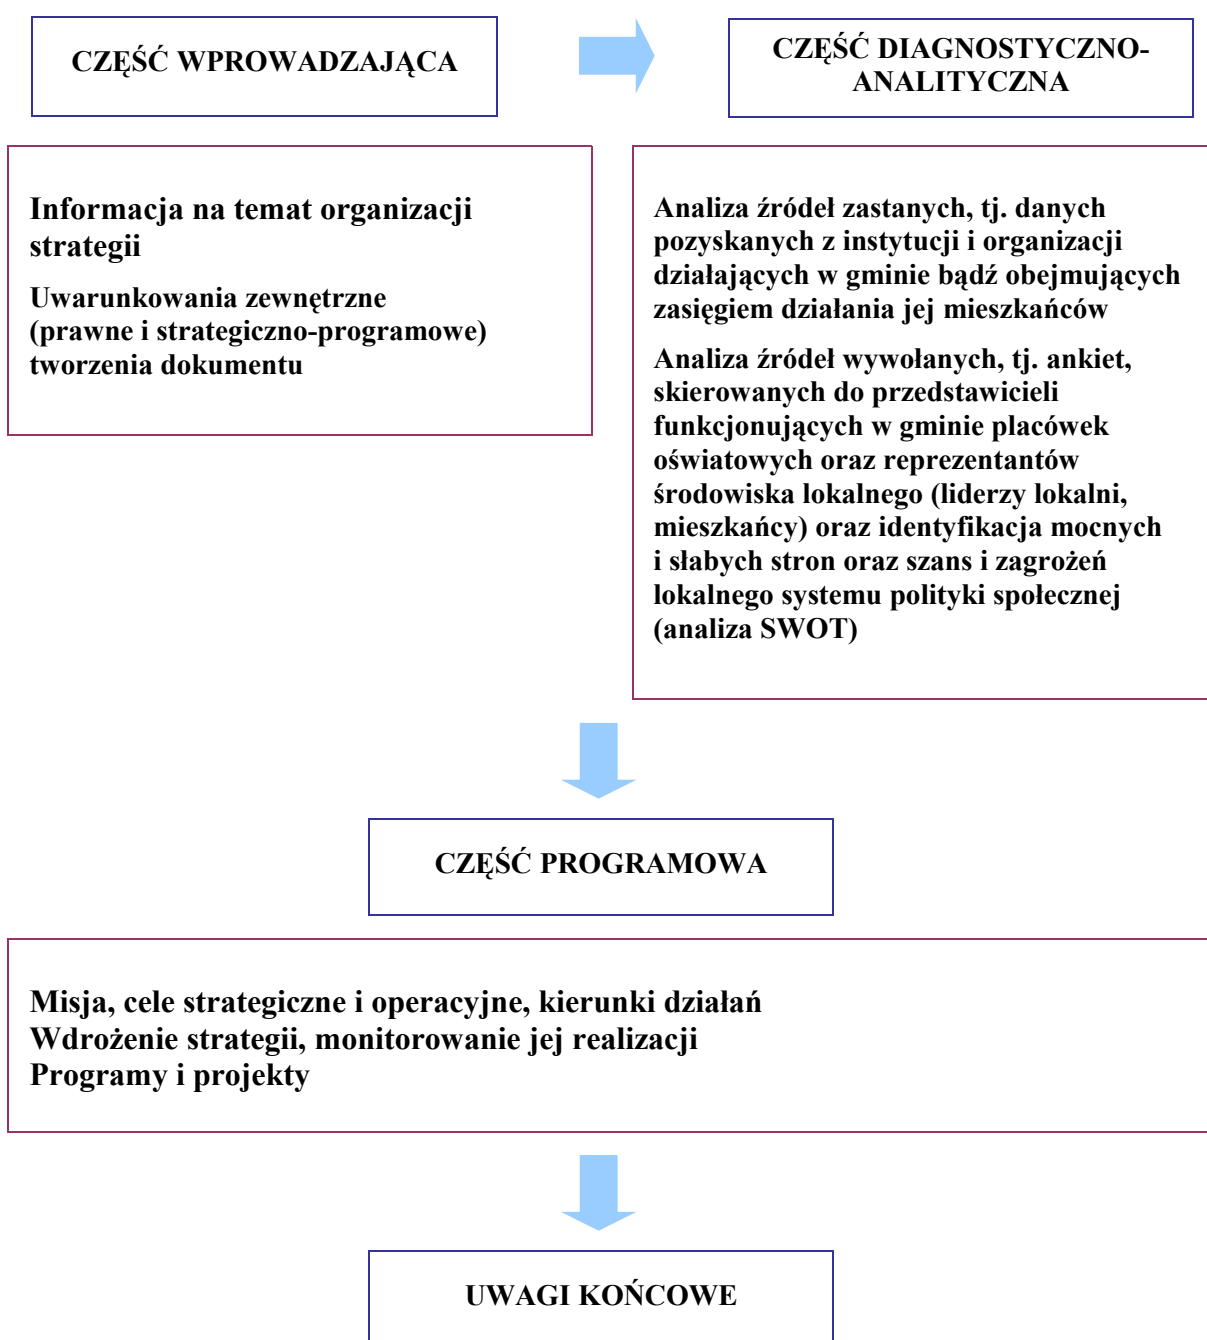 CZĘŚĆ WPROWADZAJĄCA
CZĘŚĆ DIAGNOSTYCZNO-
ANALITYCZNA
Informacja na temat organizacji
strategii
Uwarunkowania zewnętrzne
(prawne i strategiczno-programowe)
tworzenia dokumentu
Analiza źródeł zastanych, tj. danych
pozyskanych z instytucji i organizacji
działających w gminie bądź obejmujących
zasięgiem działania jej mieszkańców
Analiza źródeł wywołanych, tj. ankiet,
skierowanych do przedstawicieli
funkcjonujących w gminie placówek
oświatowych oraz reprezentantów
środowiska lokalnego (liderzy lokalni,
mieszkańcy) oraz identyfikacja mocnych
i słabych stron oraz szans i zagrożeń
lokalnego systemu polityki społecznej
(analiza SWOT)
CZĘŚĆ PROGRAMOWA
Misja, cele strategiczne i operacyjne, kierunki działań
Wdrożenie strategii, monitorowanie jej realizacji
Programy i projekty
UWAGI KOŃCOWE